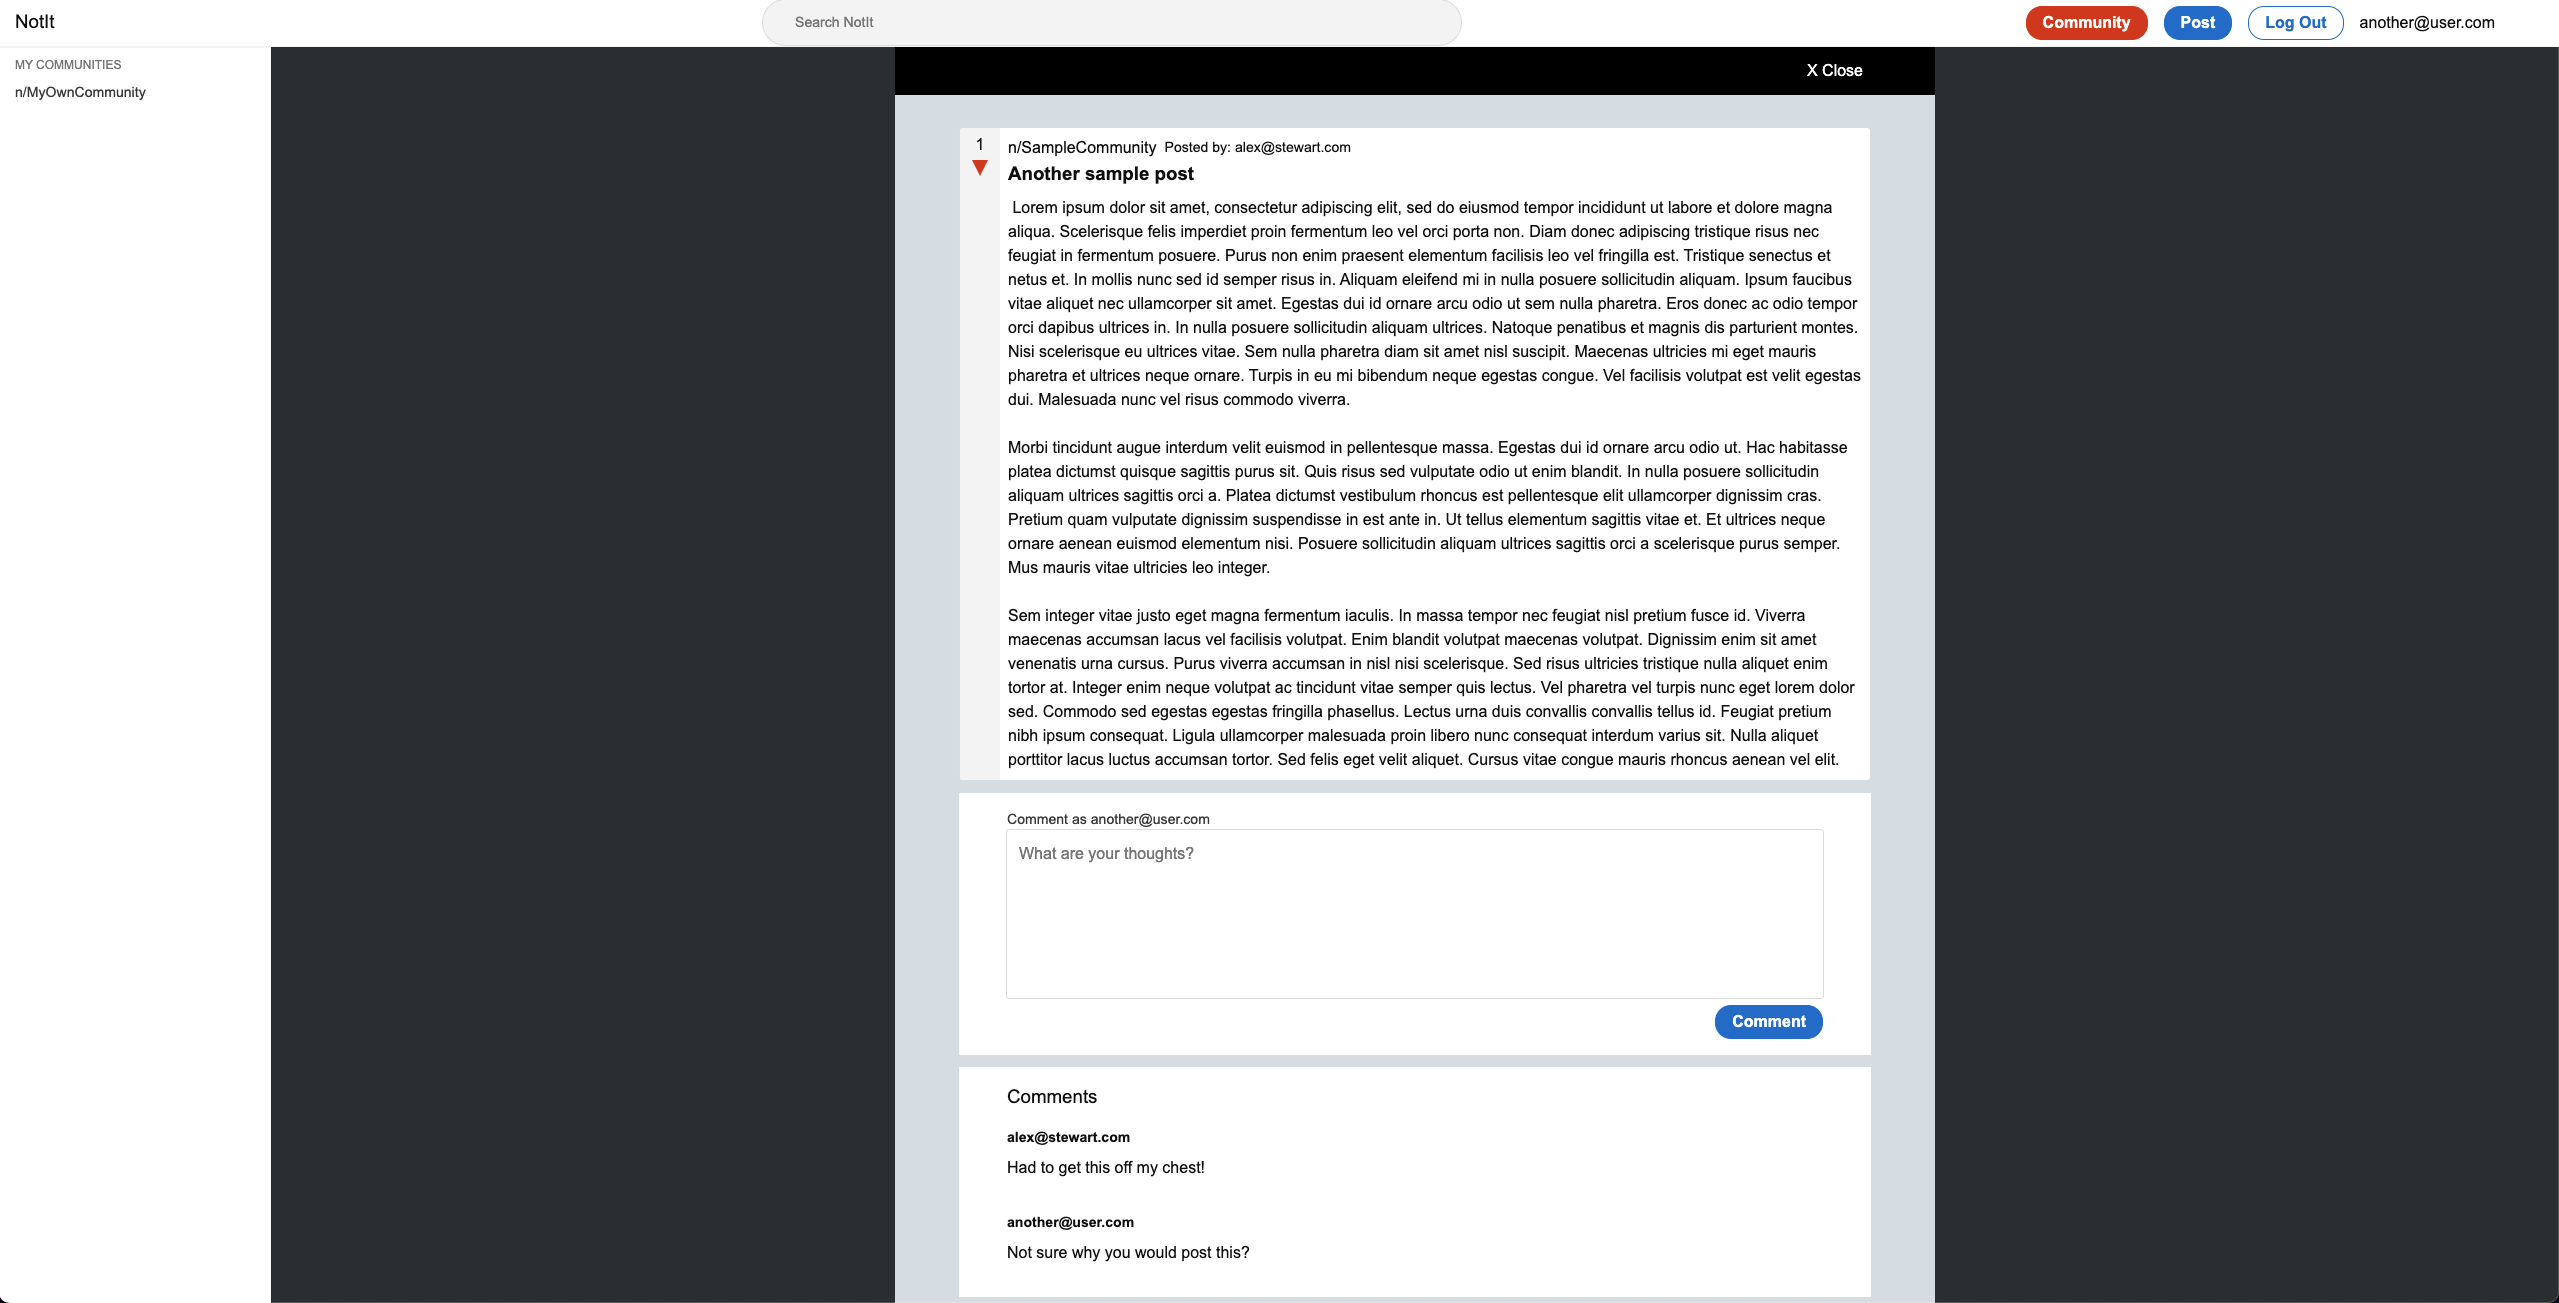 NotIt
Search NotIt
Community
Post
Log Out
another@user.com
MY COMMUNITIES
n/MyOwnCommunity
X Close
1
n/SampleCommunity Posted by: alex@stewart.com
Another sample post
Lorem ipsum dolor sit amet, consectetur adipiscing elit, sed do eiusmod tempor incididunt ut labore et dolore magna
aliqua. Scelerisque felis imperdiet proin fermentum leo vel orci porta non. Diam donec adipiscing tristique risus nec
feugiat in fermentum posuere. Purus non enim praesent elementum facilisis leo vel fringilla est. Tristique senectus et
netus et. In mollis nunc sed id semper risus in. Aliquam eleifend mi in nulla posuere sollicitudin aliquam. Ipsum faucibus
vitae aliquet nec ullamcorper sit amet. Egestas dui id ornare arcu odio ut sem nulla pharetra. Eros donec ac odio tempor
orci dapibus ultrices in. In nulla posuere sollicitudin aliquam ultrices. Natoque penatibus et magnis dis parturient montes.
Nisi scelerisque eu ultrices vitae. Sem nulla pharetra diam sit amet nisl suscipit. Maecenas ultricies mi eget mauris
pharetra et ultrices neque ornare. Turpis in eu mi bibendum neque egestas congue. Vel facilisis volutpat est velit egestas
dui. Malesuada nunc vel risus commodo viverra.
Morbi tincidunt augue interdum velit euismod in pellentesque massa. Egestas dui id ornare arcu odio ut. Hac habitasse
platea dictumst quisque sagittis purus sit. Quis risus sed vulputate odio ut enim blandit. In nulla posuere sollicitudin
aliquam ultrices sagittis orci a. Platea dictumst vestibulum rhoncus est pellentesque elit ullamcorper dignissim cras.
Pretium quam vulputate dignissim suspendisse in est ante in. Ut tellus elementum sagittis vitae et. Et ultrices neque
ornare aenean euismod elementum nisi. Posuere sollicitudin aliquam ultrices sagittis orci a scelerisque purus semper.
Mus mauris vitae ultricies leo integer.
Sem integer vitae justo eget magna fermentum iaculis. In massa tempor nec feugiat nisl pretium fusce id. Viverra
maecenas accumsan lacus vel facilisis volutpat. Enim blandit volutpat maecenas volutpat. Dignissim enim sit amet
venenatis urna cursus. Purus viverra accumsan in nisl nisi scelerisque. Sed risus ultricies tristique nulla aliquet enim
tortor at. Integer enim neque volutpat ac tincidunt vitae semper quis lectus. Vel pharetra vel turpis nunc eget lorem dolor
sed. Commodo sed egestas egestas fringilla phasellus. Lectus urna duis convallis convallis tellus id. Feugiat pretium
nibh ipsum consequat. Ligula ullamcorper malesuada proin libero nunc consequat interdum varius sit. Nulla aliquet
porttitor lacus luctus accumsan tortor. Sed felis eget velit aliquet. Cursus vitae congue mauris rhoncus aenean vel elit.
Comment as another@user.com
What are your thoughts?
Comment
Comments
alex@stewart.com
Had to get this off my chest!
another@user.com
Not sure why you would post this?